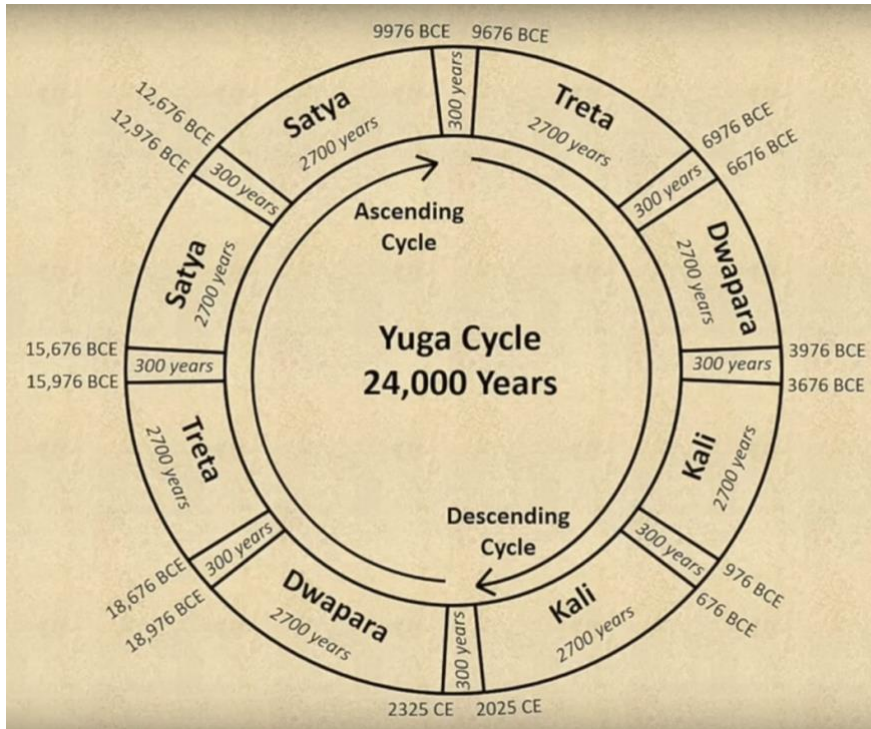 9976 BCE
9676 BCE
300 years
Treta
2700 years
6976 BCE
6676 BCE
300 years
Dwapara
2700 years
3976 BCE
3676 BCE
300 years
Kali
2700 years
976 BCE
676 BCE
300 years
Kali
2700 years
2025 CE
2325 CE
300 years
Dwapara
2700 years
18,976 BCE
18,676 BCE
300 years
Treta
2700 years
15,976 BCE
15,676 BCE
300 years
Satya
2700 years
12,976 BCE
12,676 BCE
300 years
Satya
2700 years
Ascending
Cycle
Yuga Cycle
24,000 Years
Descending
Cycle